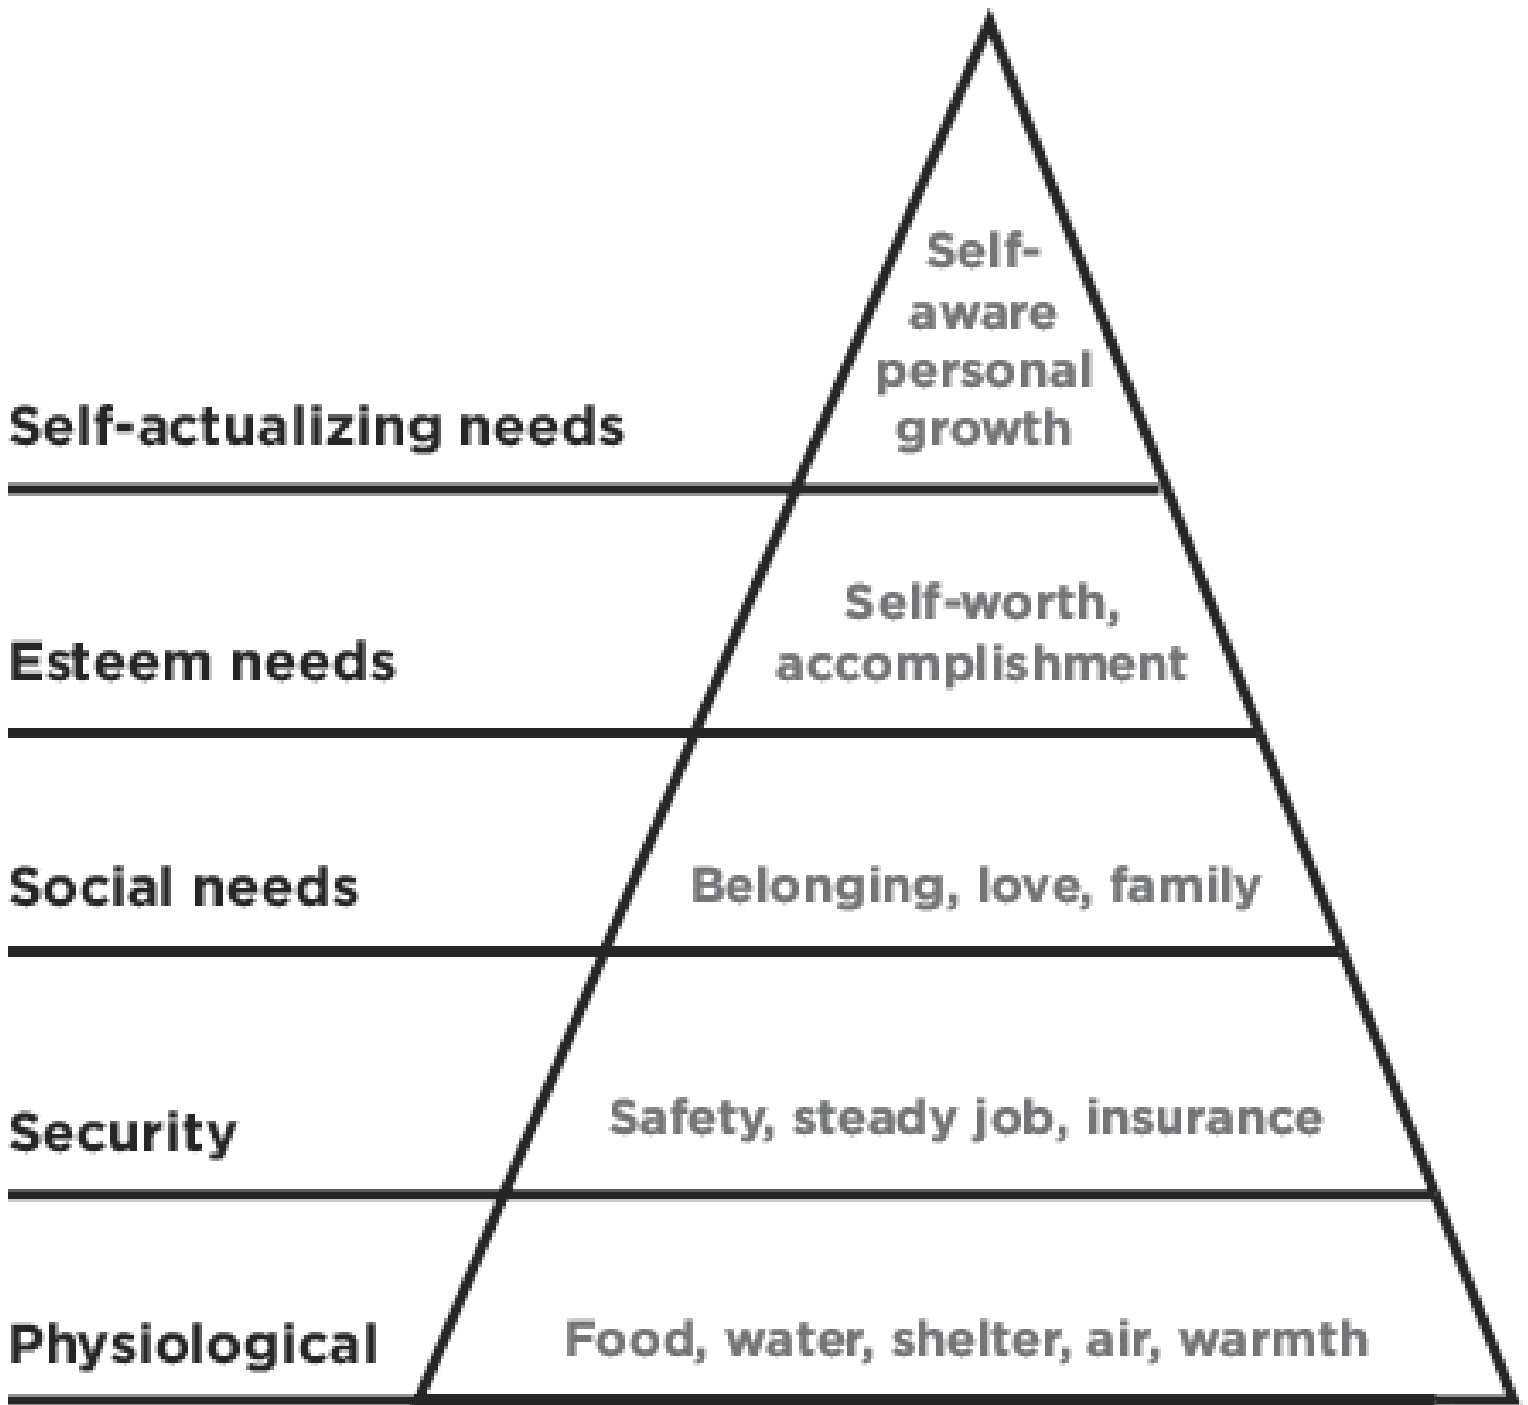 Self-
aware
personal
growth
Self-actualizing needs
Self-worth,
accomplishment
Esteem needs
Belonging, love, family
Social needs
Safety, steady job, insurance
Security
Food, water, shelter, air, warmth
Physiological